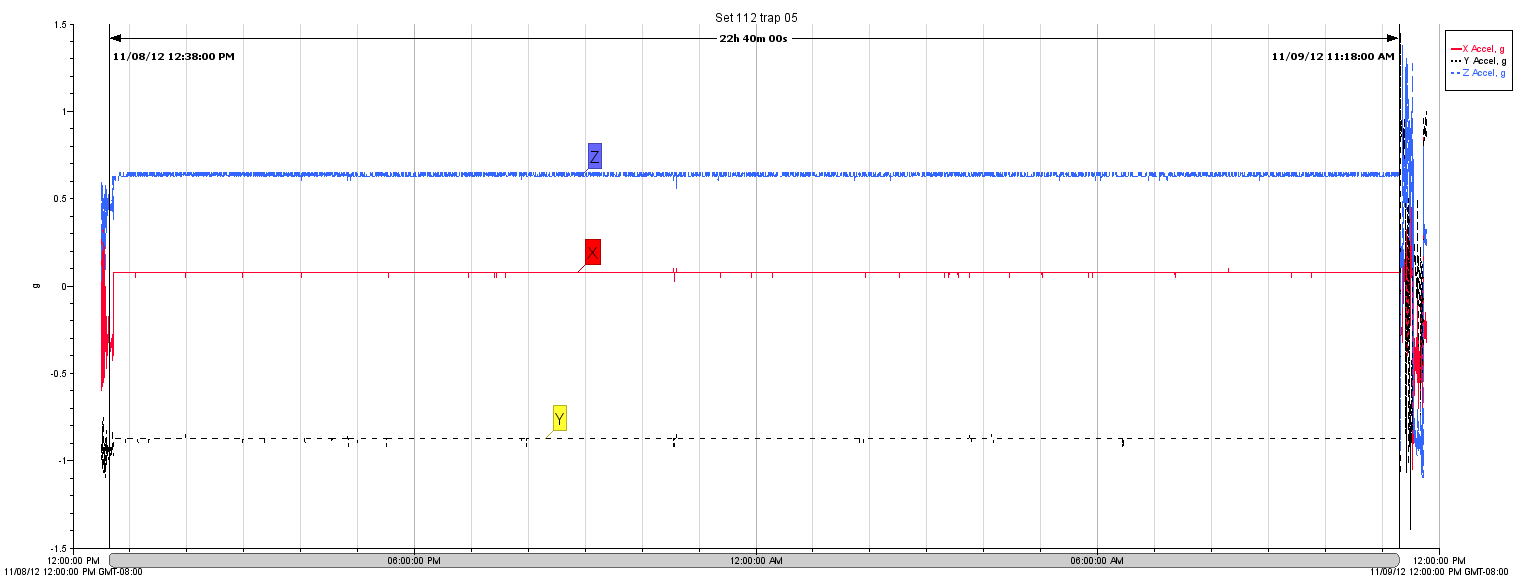 Set 112 trap 05
22h 40m 00s
11/08/12 12:38:00 PM
11/09/12 11:18:00 AM
X Accel, g
Y Accel, g
Z Accel, g
1.5
1
0.5
0
-0.5
-1
-1.5
g
Z
X
Y
12:00:00 PM
06:00:00 PM
12:00:00 AM
06:00:00 AM
12:00:00 PM
11/08/12 12:00:00 PM GMT-08:00
11/09/12 12:00:00 PM GMT-08:00